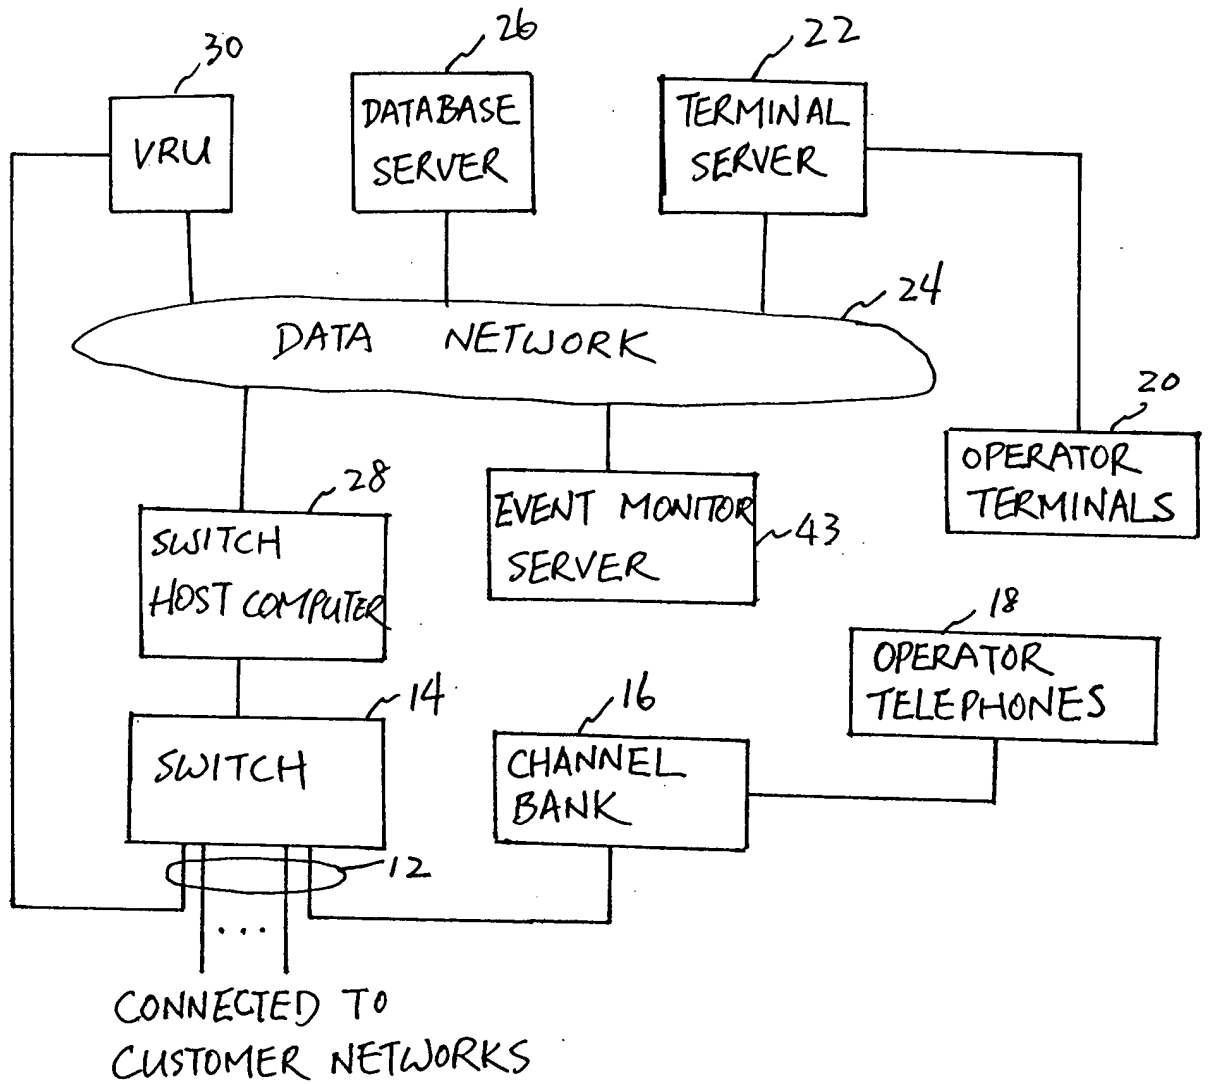 30
26
22
VRU
DATABASE
SERVER
TERMINAL
SERVER
24
DATA NETWORK
20
OPERATOR
TERMINALS
28
SWITCH
HOST COMPUTER
EVENT MONITOR
SERVER
43
18
OPERATOR
TELEPHONES
14
SWITCH
16
CHANNEL
BANK
12
...
CONNECTED TO
CUSTOMER NETWORKS